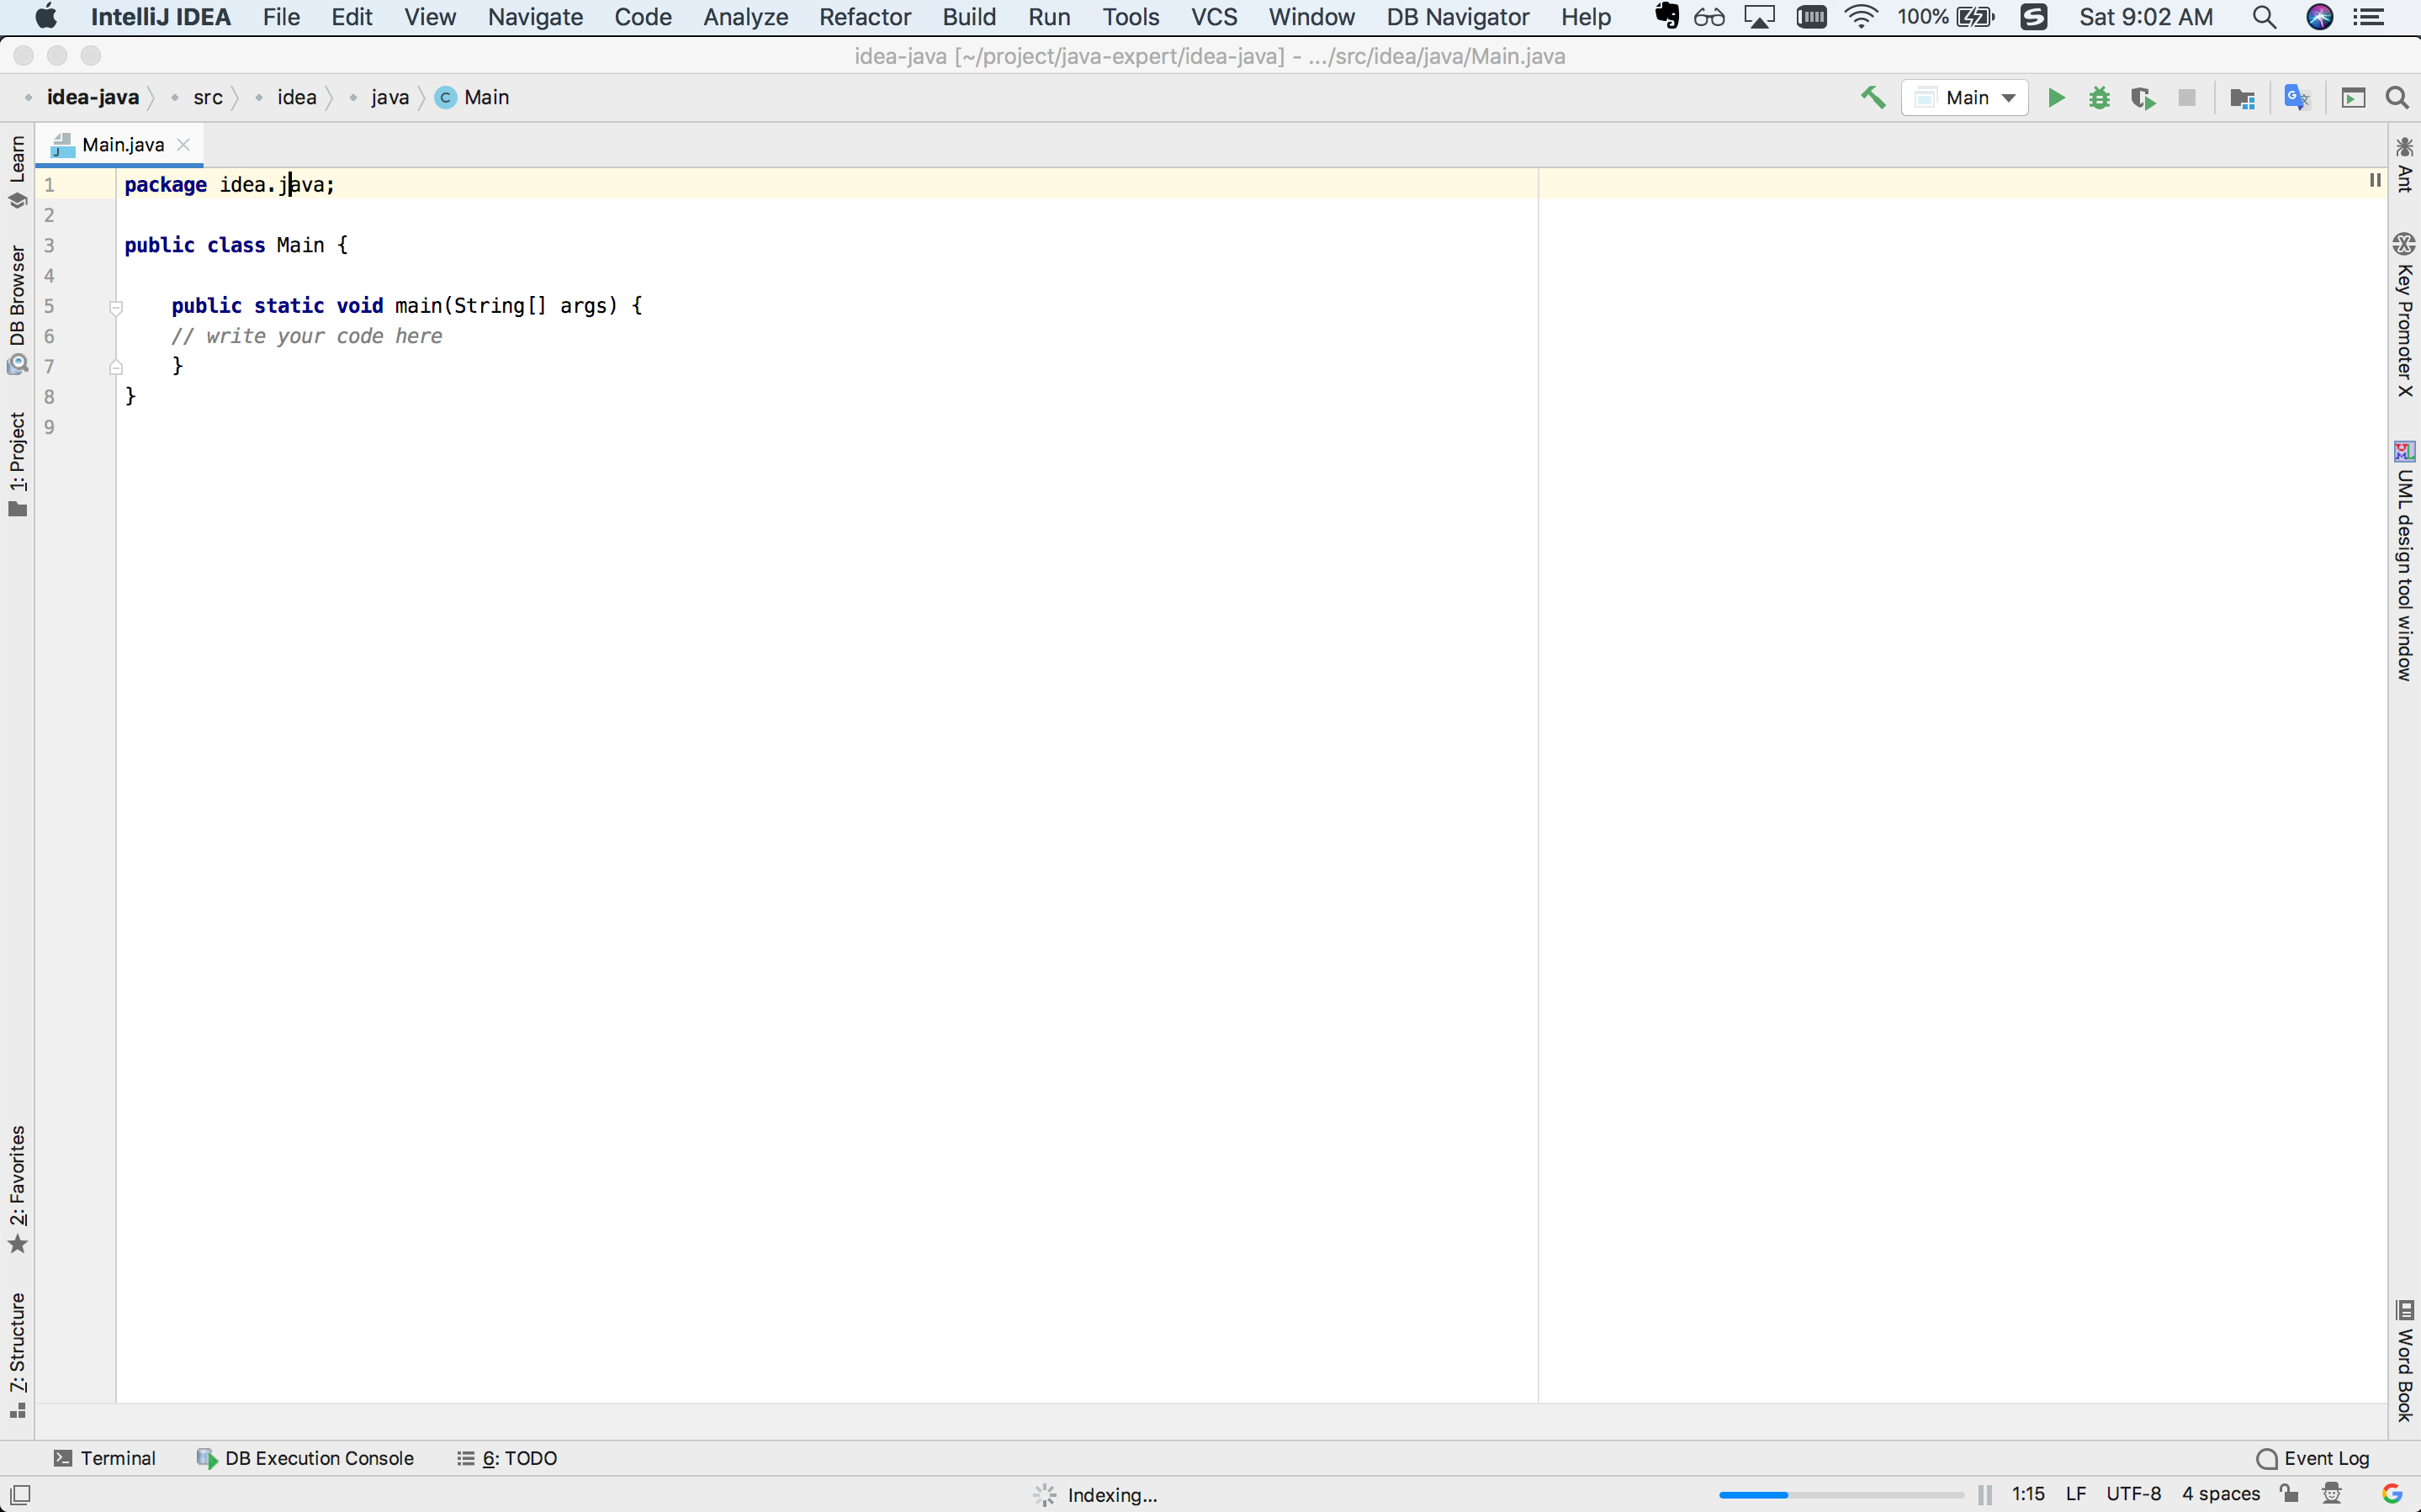 IntelliJ IDEA File Edit View Navigate Code Analyze Refactor Build Run Tools VCS Window DB Navigator Help 100% Sat 9:02 AM
idea-java [~/project/java-expert/idea-java] - .../src/idea/java/Main.java
idea-java src idea java C Main Main
Main.java
1 package idea.java;
2
3 public class Main {
4
5 public static void main(String[] args) {
6 // write your code here
7 }
8 }
9
Learn
DB Browser
1: Project
2: Favorites
7: Structure
Ant
Key Promoter X
UML design tool window
Word Book
Terminal DB Execution Console 6: TODO Event Log
Indexing... 1:15 LF UTF-8 4 spaces